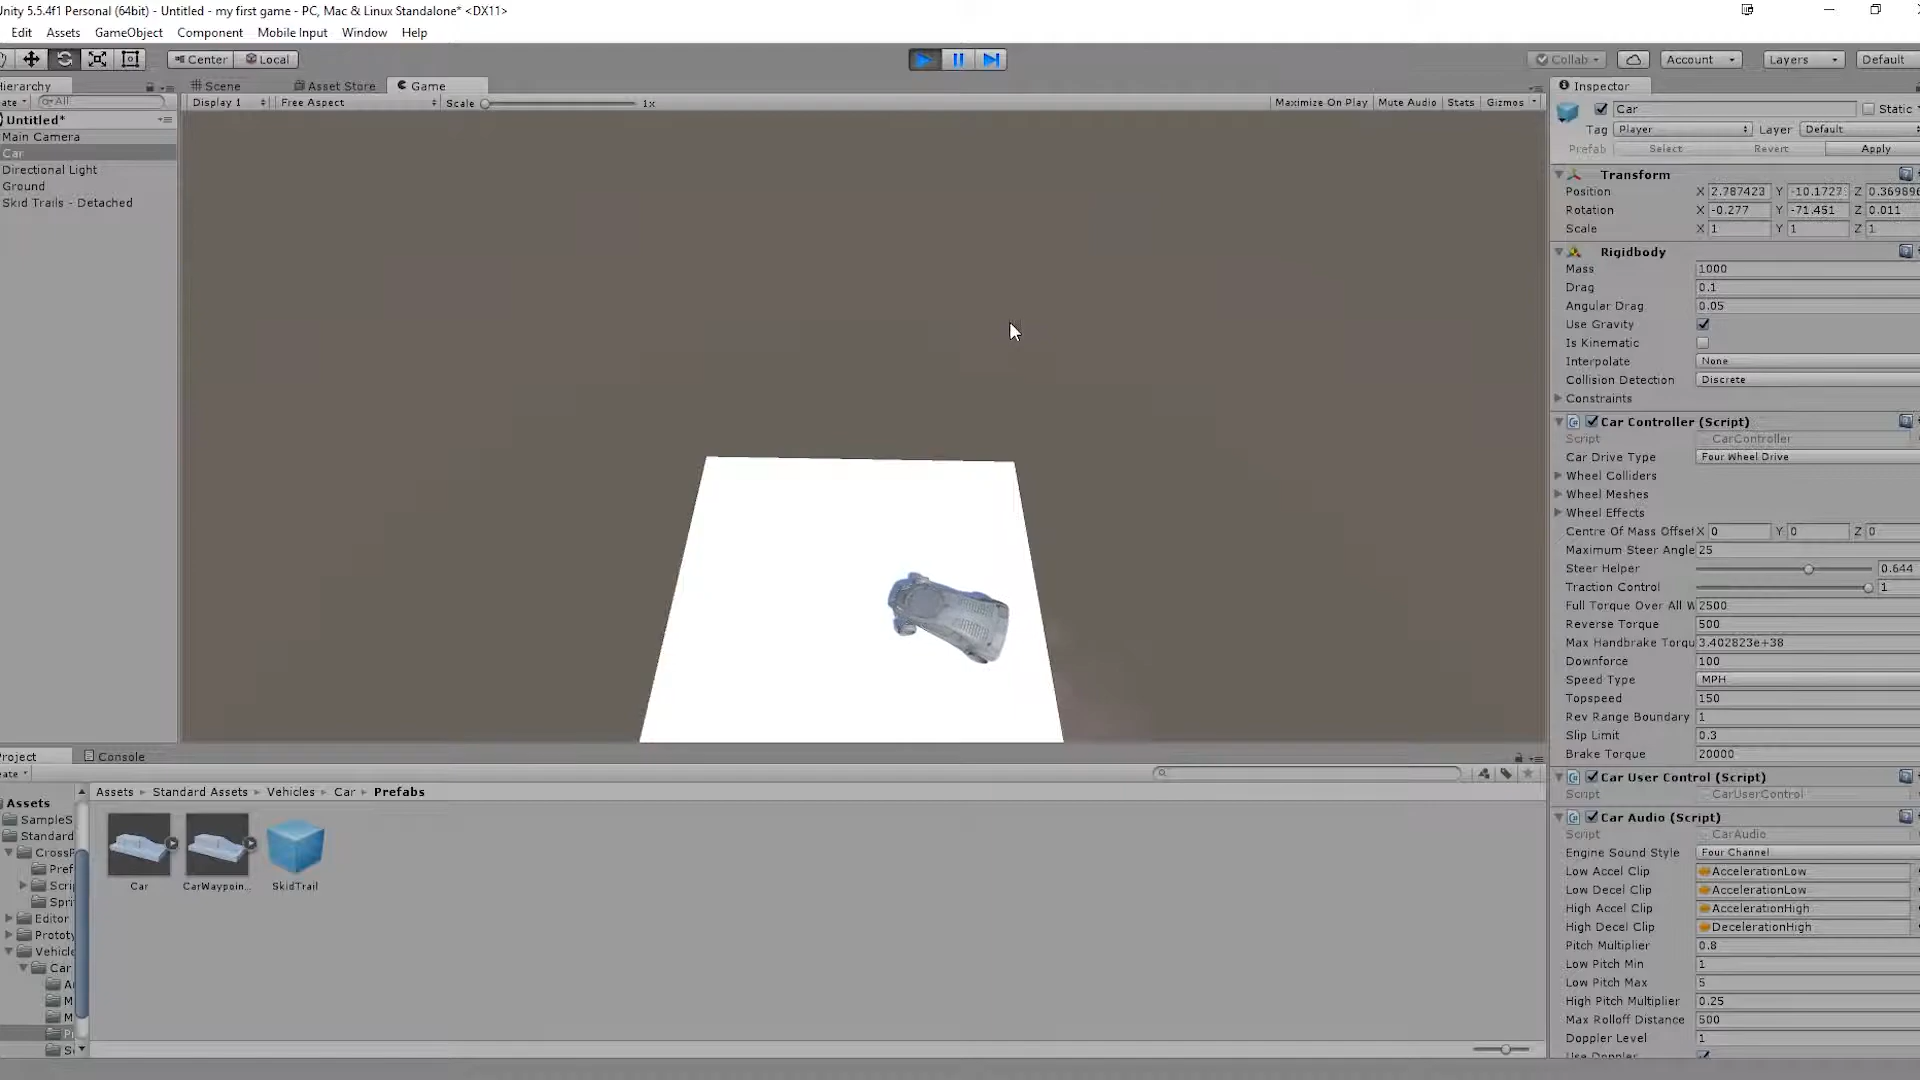 Unity 5.5.4f1 Personal (64bit) - Untitled - my first game - PC, Mac & Linux Standalone* <DX11>
Edit Assets GameObject Component Mobile Input Window Help
Center Local Collab Account Layers Default
Hierarchy Scene Asset Store Game Inspector
ate All Display 1 Free Aspect Scale 1x Maximize On Play Mute Audio Stats Gizmos
Car Static
Untitled*
Tag Player Layer Default
Main Camera
Prefab Select Revert Apply
Car
Directional Light
Ground
Skid Trails - Detached
Transform
Position X 2.787423 Y -10.1727 Z 0.369896
Rotation X -0.277 Y -71.451 Z 0.011
Scale X 1 Y 1 Z 1
Rigidbody
Mass 1000
Drag 0.1
Angular Drag 0.05
Use Gravity
Is Kinematic
Interpolate None
Collision Detection Discrete
Constraints
Car Controller (Script)
Script CarController
Car Drive Type Four Wheel Drive
Wheel Colliders
Wheel Meshes
Wheel Effects
Centre Of Mass Offset X 0 Y 0 Z 0
Maximum Steer Angle 25
Steer Helper 0.644
Traction Control 1
Full Torque Over All W 2500
Reverse Torque 500
Max Handbrake Torqu 3.402823e+38
Downforce 100
Speed Type MPH
Topspeed 150
Rev Range Boundary 1
Slip Limit 0.3
Brake Torque 20000
Car User Control (Script)
Script CarUserControl
Car Audio (Script)
Script CarAudio
Engine Sound Style Four Channel
Low Accel Clip AccelerationLow
Low Decel Clip AccelerationLow
High Accel Clip AccelerationHigh
High Decel Clip DecelerationHigh
Pitch Multiplier 0.8
Low Pitch Min 1
Low Pitch Max 5
High Pitch Multiplier 0.25
Max Rolloff Distance 500
Doppler Level 1
Use Doppler
Project Console
ate
Assets Standard Assets Vehicles Car Prefabs
Assets
SampleS
Standard
CrossP
Pref
Scri
Spri
Editor
Prototy
Vehicle
Car
A
M
M
P
S
Car CarWaypoin... SkidTrail